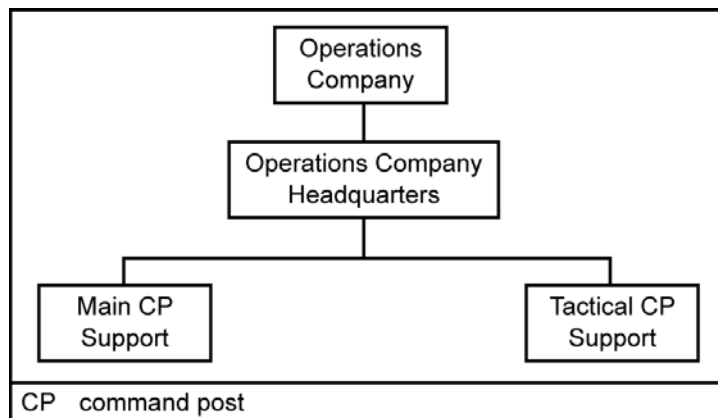 Operations
Company
Operations Company
Headquarters
Main CP
Support
Tactical CP
Support
CP command post